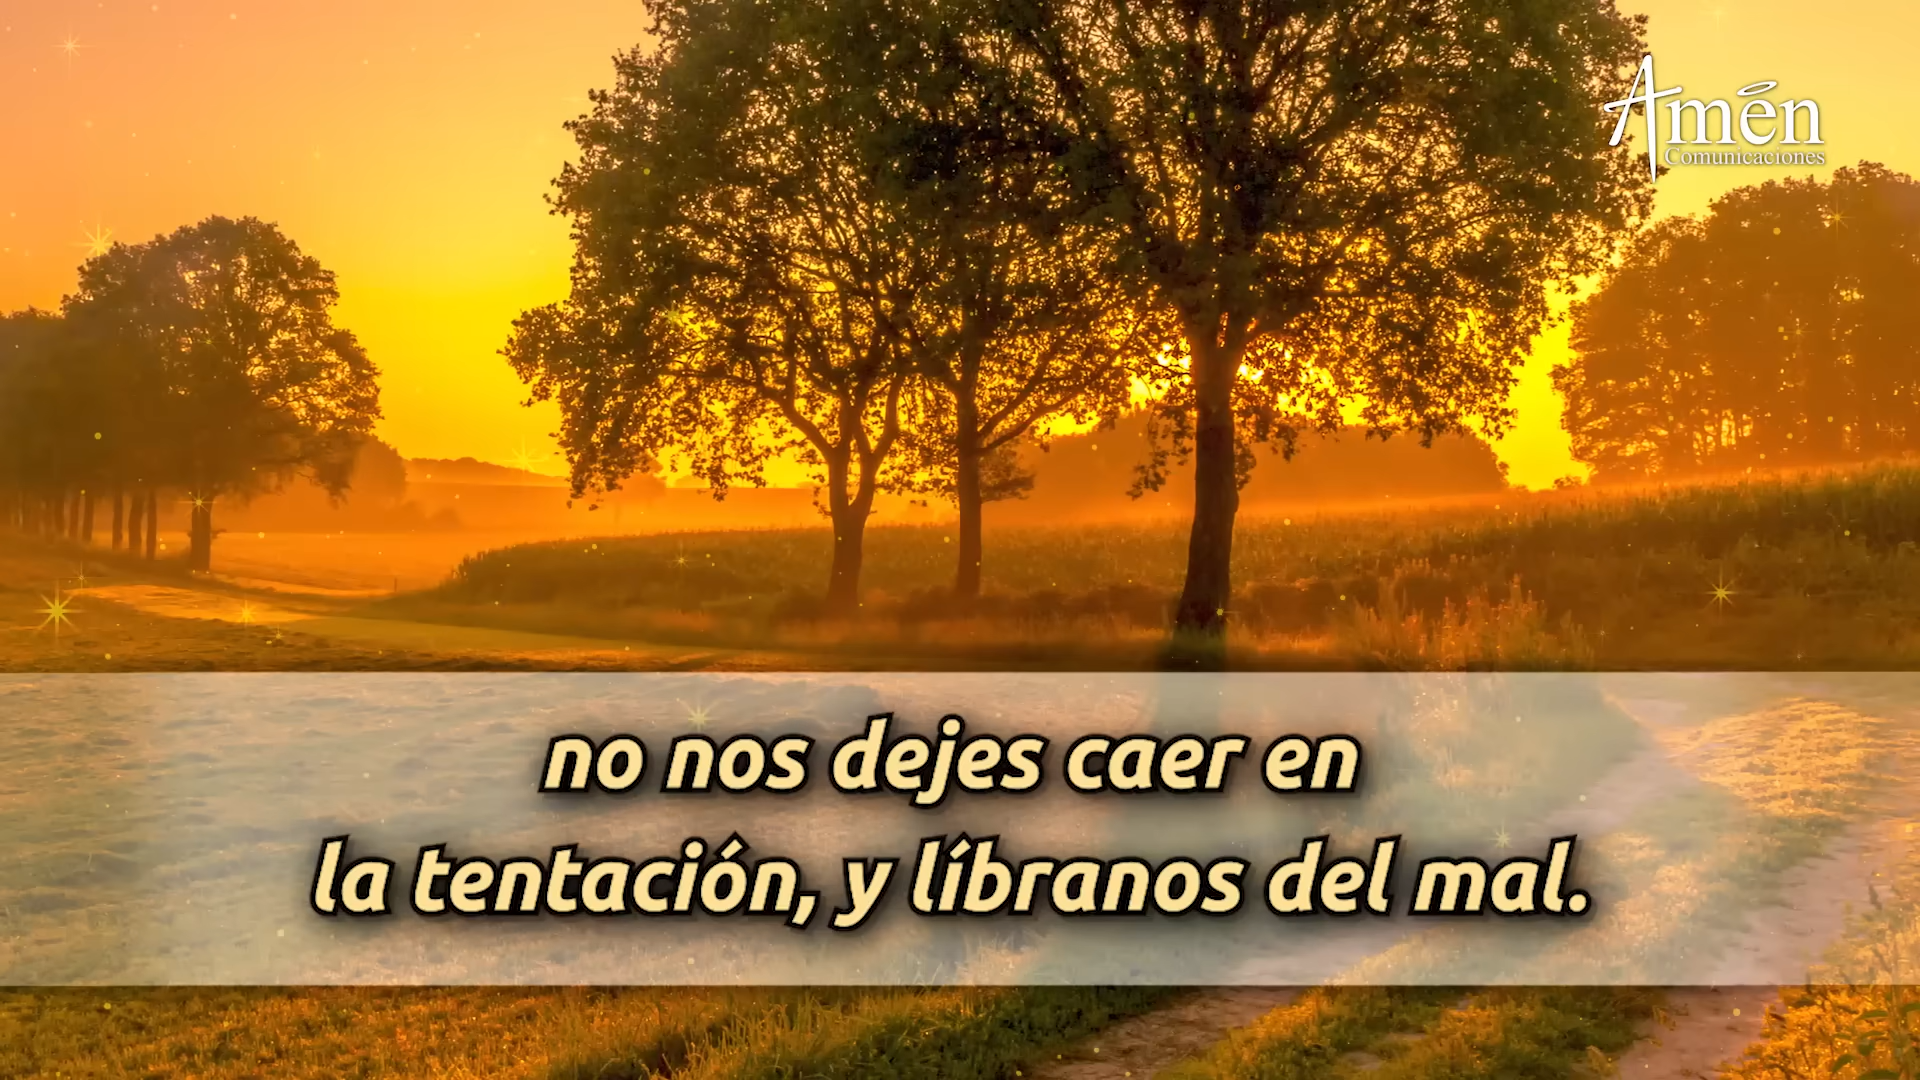 Amén
Comunicaciones
no nos dejes caer en
la tentación, y líbranos del mal.